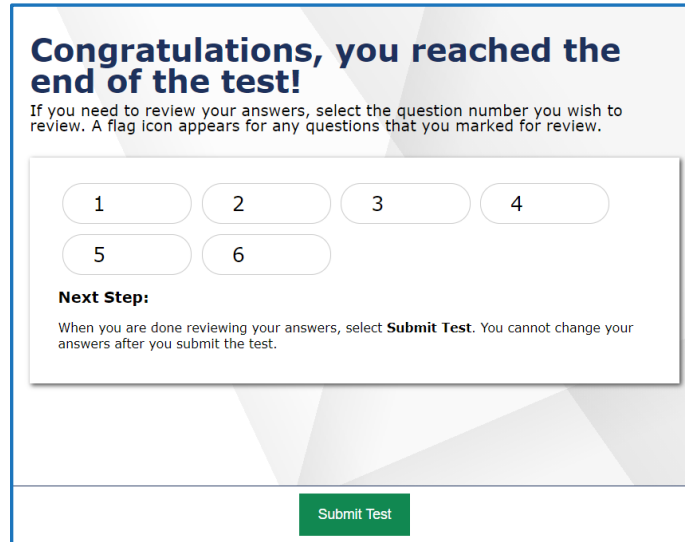 Congratulations, you reached the
end of the test!
If you need to review your answers, select the question number you wish to
review. A flag icon appears for any questions that you marked for review.
1 2 3 4
5 6
Next Step:
When you are done reviewing your answers, select Submit Test. You cannot change your
answers after you submit the test.
Submit Test